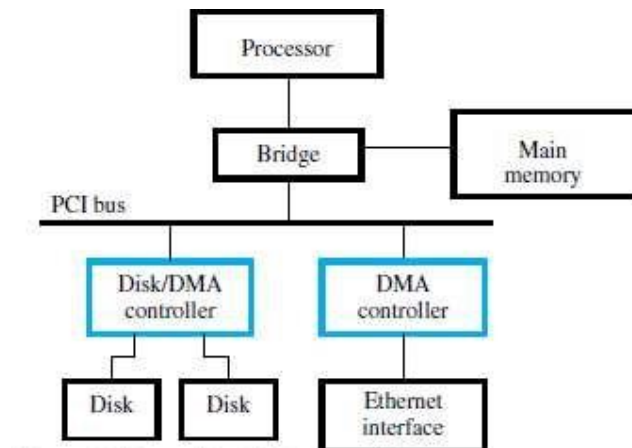 Processor
Bridge
Main
memory
PCI bus
Disk/DMA
controller
DMA
controller
Disk
Disk
Ethernet
interface